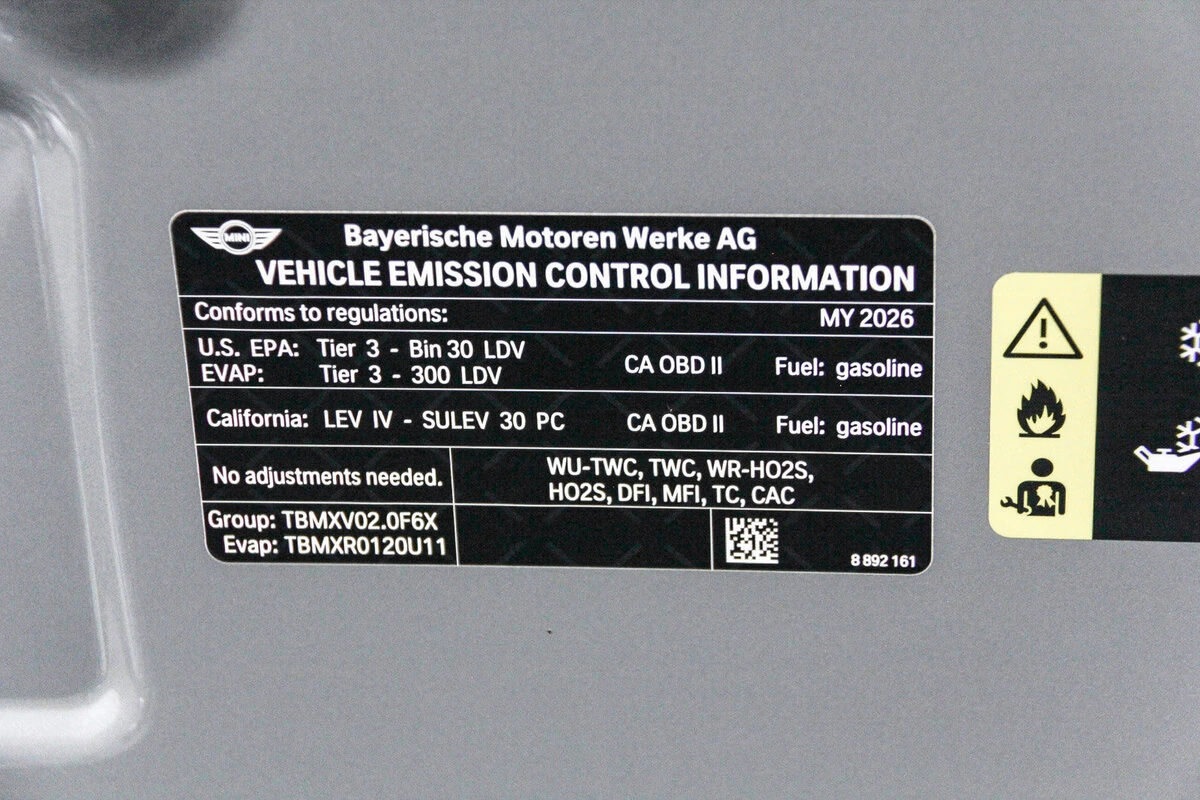 MINI
Bayerische Motoren Werke AG
VEHICLE EMISSION CONTROL INFORMATION
Conforms to regulations: MY 2026
U.S. EPA: Tier 3 - Bin 30 LDV CA OBD II Fuel: gasoline
EVAP: Tier 3 - 300 LDV
California: LEV IV - SULEV 30 PC CA OBD II Fuel: gasoline
No adjustments needed.
WU-TWC, TWC, WR-HO2S,
HO2S, DFI, MFI, TC, CAC
Group: TBMXV02.0F6X
Evap: TBMXR0120U11
8 892 161